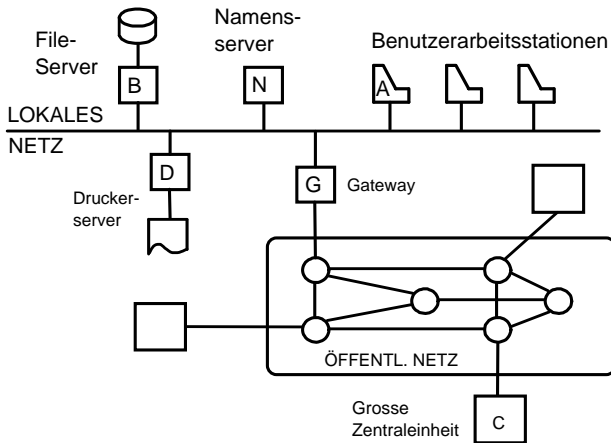 File-
Server
Namens-
server
Benutzerarbeitsstationen
B
N
A
LOKALES
NETZ
D
Drucker-
server
G
Gateway
ÖFFENTL. NETZ
Grosse
Zentraleinheit
C